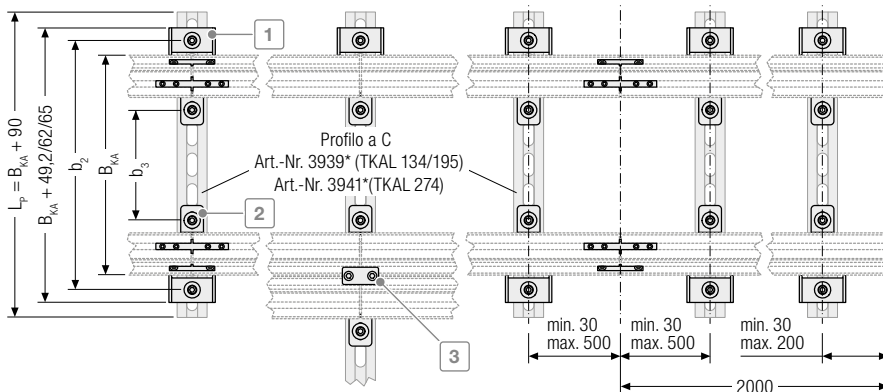 1
L_P = B_KA + 90
B_KA + 49,2/62/65
b_2
B_KA
b_3
Profilo a C
Art.-Nr. 3939* (TKAL 134/195)
Art.-Nr. 3941*(TKAL 274)
2
3
min. 30
max. 500
min. 30
max. 500
min. 30
max. 200
2000